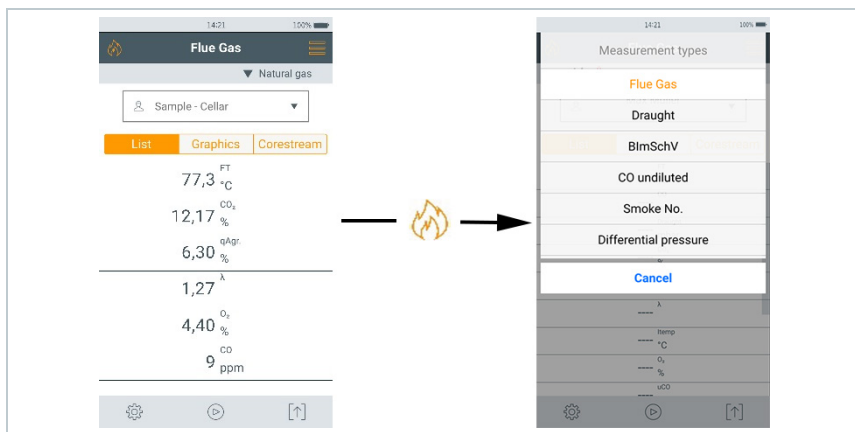 14:21 100%
Flue Gas
▼ Natural gas
Sample - Cellar ▼
List Graphics Corestream
77,3 FT °C
12,17 CO₂ %
6,30 qAgr. %
1,27 λ
4,40 O₂ %
9 CO ppm
14:21 100%
Measurement types
Flue Gas
Draught
BImSchV
CO undiluted
Smoke No.
Differential pressure
Cancel
---- λ
---- Itemp °C
---- O₂ %
---- uCO